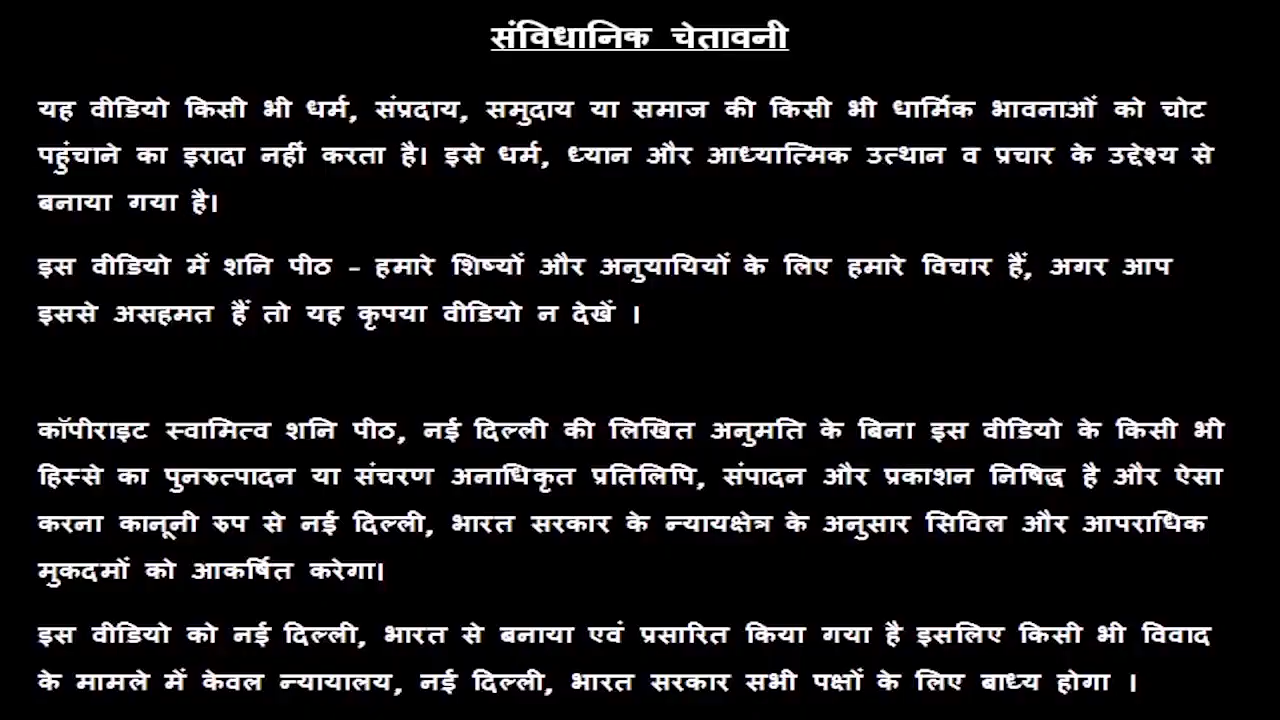 संविधानिक चेतावनी
यह वीडियो किसी भी धर्म, संप्रदाय, समुदाय या समाज की किसी भी धार्मिक भावनाओं को चोट
पहुंचाने का इरादा नहीं करता है। इसे धर्म, ध्यान और आध्यात्मिक उत्थान व प्रचार के उद्देश्य से
बनाया गया है।
इस वीडियो में शनि पीठ – हमारे शिष्यों और अनुयायियों के लिए हमारे विचार हैं, अगर आप
इससे असहमत हैं तो यह कृपया वीडियो न देखें ।
कॉपीराइट स्वामित्व शनि पीठ, नई दिल्ली की लिखित अनुमति के बिना इस वीडियो के किसी भी
हिस्से का पुनरुत्पादन या संचरण अनाधिकृत प्रतिलिपि, संपादन और प्रकाशन निषिद्ध है और ऐसा
करना कानूनी रुप से नई दिल्ली, भारत सरकार के न्यायक्षेत्र के अनुसार सिविल और आपराधिक
मुकदमों को आकर्षित करेगा।
इस वीडियो को नई दिल्ली, भारत से बनाया एवं प्रसारित किया गया है इसलिए किसी भी विवाद
के मामले में केवल न्यायालय, नई दिल्ली, भारत सरकार सभी पक्षों के लिए बाध्य होगा ।